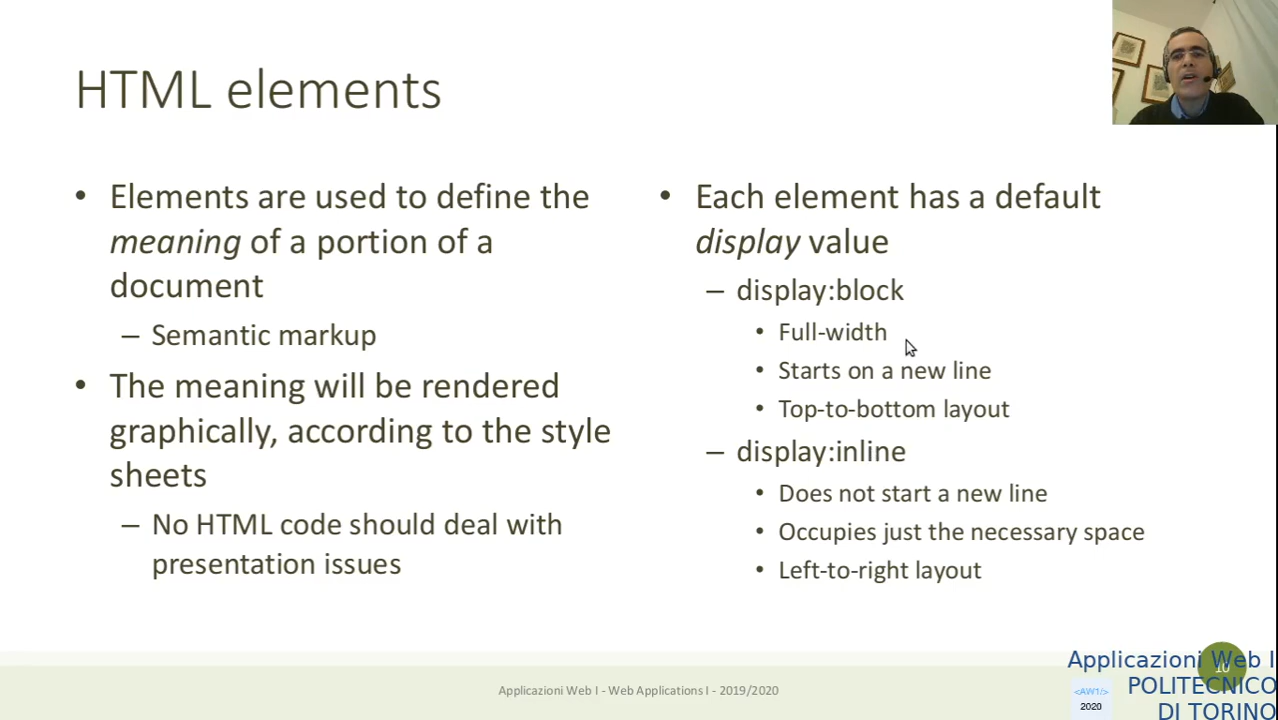 HTML elements
• Elements are used to define the
meaning of a portion of a
document
– Semantic markup
• The meaning will be rendered
graphically, according to the style
sheets
– No HTML code should deal with
presentation issues
• Each element has a default
display value
– display:block
• Full-width
• Starts on a new line
• Top-to-bottom layout
– display:inline
• Does not start a new line
• Occupies just the necessary space
• Left-to-right layout
Applicazioni Web I - Web Applications I - 2019/2020
10
Applicazioni Web I
POLITECNICO
DI TORINO
<AW1/>
2020